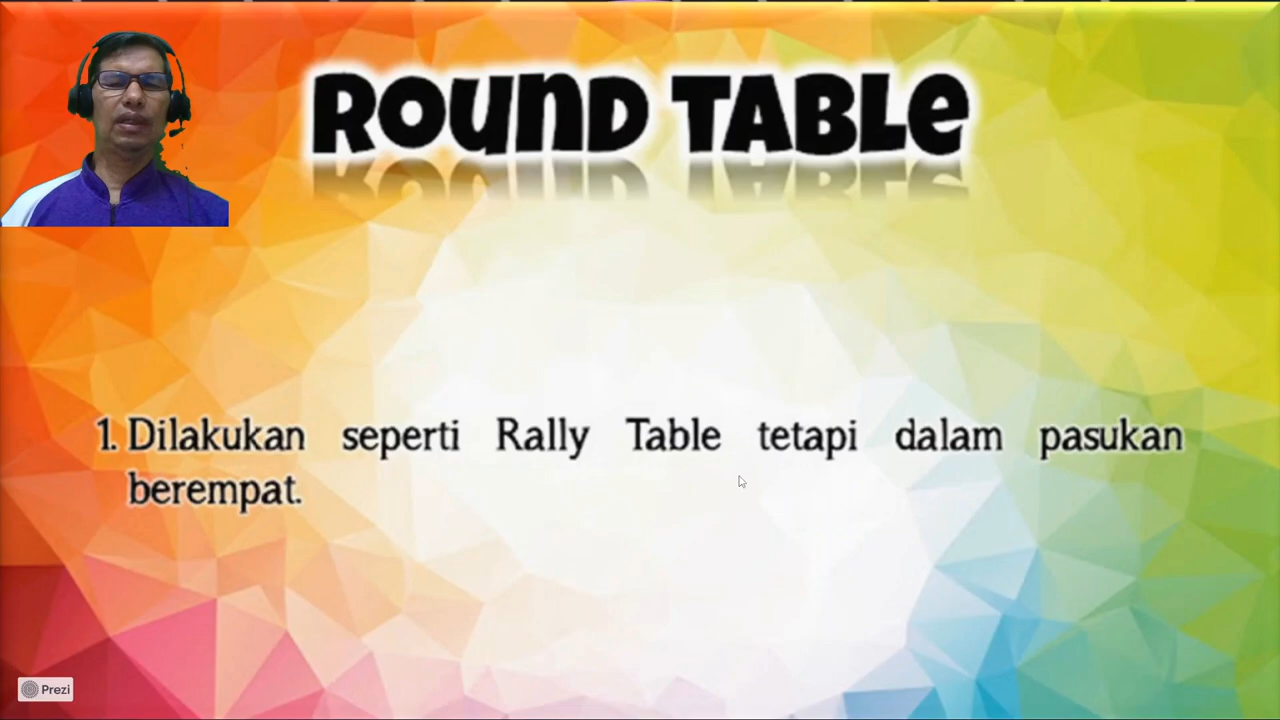 ROUND TABLE
1. Dilakukan seperti Rally Table tetapi dalam pasukan
berempat.
Prezi